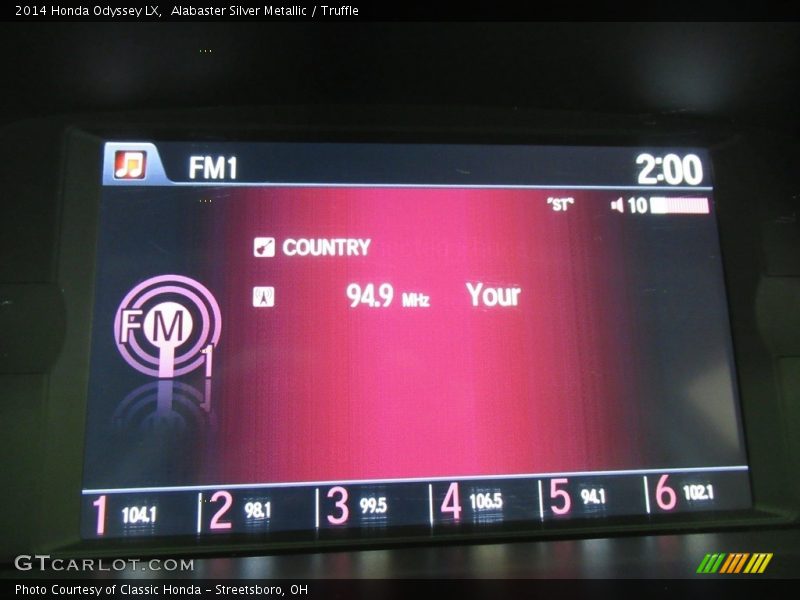 2014 Honda Odyssey LX,  Alabaster Silver Metallic / Truffle
FM1
2:00
"ST"
10
COUNTRY
94.9 MHz Your
FM
1
1 104.1 2 98.1 3 99.5 4 106.5 5 94.1 6 102.1
GTCARLOT.COM
Photo Courtesy of Classic Honda - Streetsboro, OH